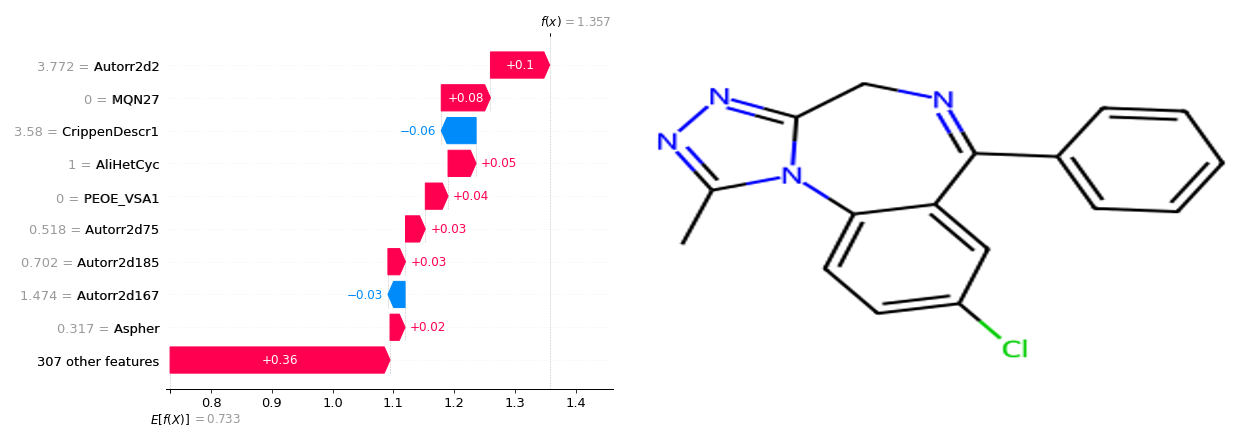 f(x) = 1.357
3.772 = Autorr2d2
+0.1
0 = MQN27
+0.08
3.58 = CrippenDescr1
−0.06
1 = AliHetCyc
+0.05
0 = PEOE_VSA1
+0.04
0.518 = Autorr2d75
+0.03
0.702 = Autorr2d185
+0.03
1.474 = Autorr2d167
−0.03
0.317 = Aspher
+0.02
307 other features
+0.36
0.8 0.9 1.0 1.1 1.2 1.3 1.4
E[f(X)] = 0.733
N
N
N
N
N
Cl